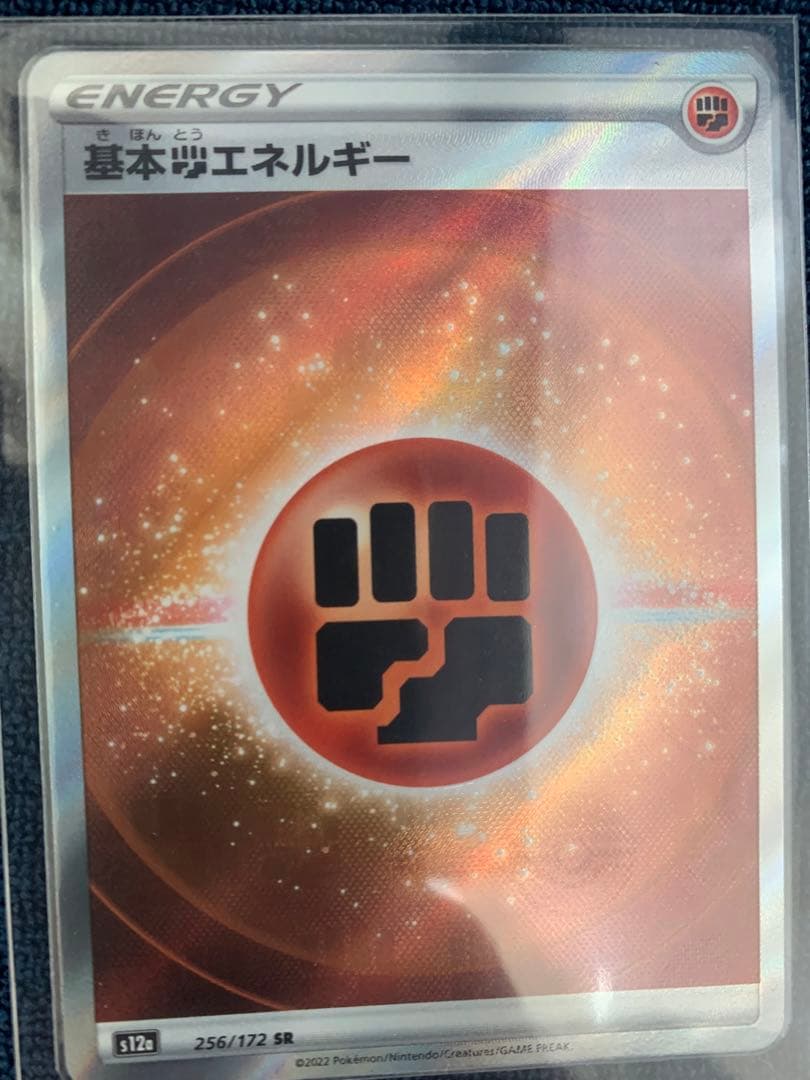 ENERGY
き ほん とう
基本エネルギー
s12a 256/172 SR
©2022 Pokémon/Nintendo/Creatures/GAME FREAK.